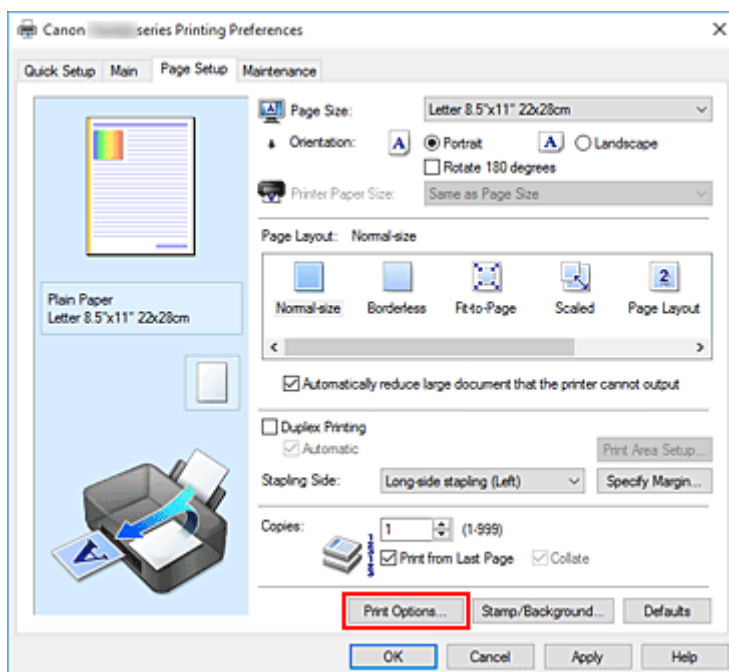 Canon series Printing Preferences
Quick Setup Main Page Setup Maintenance
Page Size: Letter 8.5"x11" 22x28cm
Orientation: A Portrait A Landscape
Rotate 180 degrees
Printer Paper Size: Same as Page Size
Page Layout: Normal-size
2
Normal-size Borderless Fit-to-Page Scaled Page Layout
Plain Paper
Letter 8.5"x11" 22x28cm
Automatically reduce large document that the printer cannot output
Duplex Printing
Automatic
Print Area Setup...
Stapling Side: Long-side stapling (Left) Specify Margin...
Copies: 1 (1-999)
Print from Last Page Collate
A
Print Options... Stamp/Background... Defaults
OK Cancel Apply Help